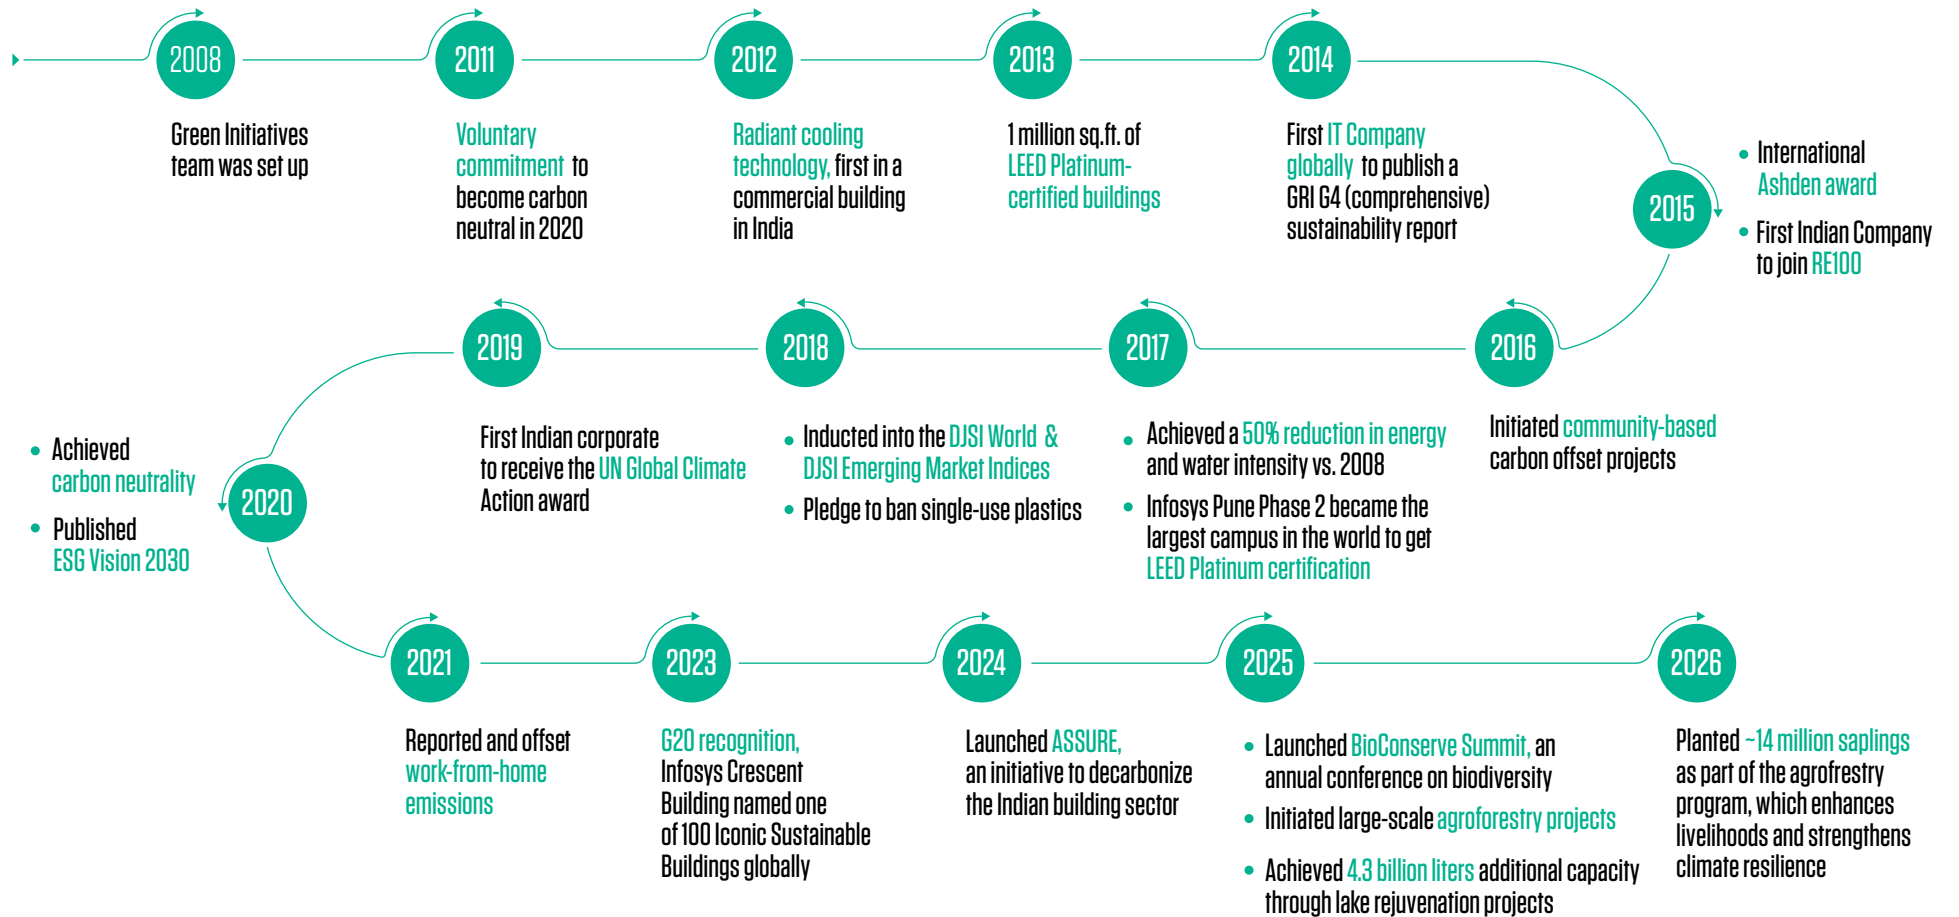 2008
Green Initiatives
team was set up
2011
Voluntary
commitment to
become carbon
neutral in 2020
2012
Radiant cooling
technology, first in a
commercial building
in India
2013
1 million sq.ft. of
LEED Platinum-
certified buildings
2014
First IT Company
globally to publish a
GRI G4 (comprehensive)
sustainability report
2015
• International
Ashden award
• First Indian Company
to join RE100
2016
Initiated community-based
carbon offset projects
2017
• Achieved a 50% reduction in energy
and water intensity vs. 2008
• Infosys Pune Phase 2 became the
largest campus in the world to get
LEED Platinum certification
2018
• Inducted into the DJSI World &
DJSI Emerging Market Indices
• Pledge to ban single-use plastics
2019
First Indian corporate
to receive the UN Global Climate
Action award
2020
• Achieved
carbon neutrality
• Published
ESG Vision 2030
2021
Reported and offset
work-from-home
emissions
2023
G20 recognition,
Infosys Crescent
Building named one
of 100 Iconic Sustainable
Buildings globally
2024
Launched ASSURE,
an initiative to decarbonize
the Indian building sector
2025
• Launched BioConserve Summit, an
annual conference on biodiversity
• Initiated large-scale agroforestry projects
• Achieved 4.3 billion liters additional capacity
through lake rejuvenation projects
2026
Planted ~14 million saplings
as part of the agrofrestry
program, which enhances
livelihoods and strengthens
climate resilience